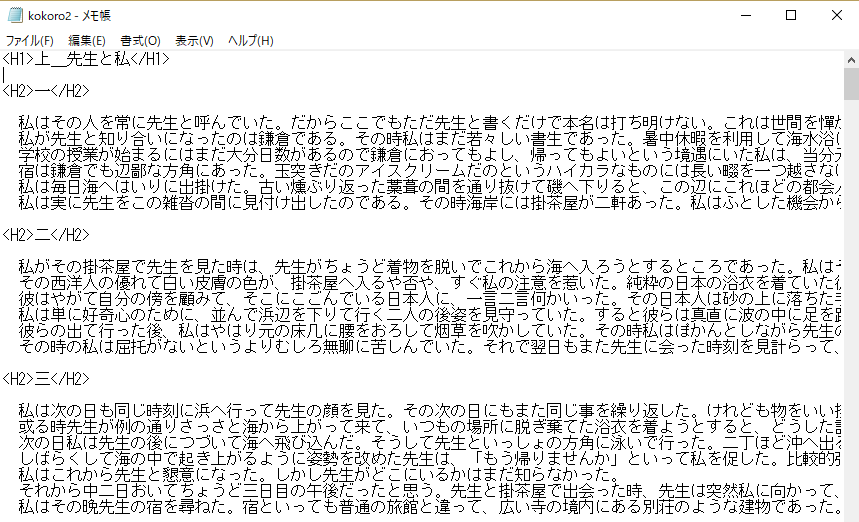 kokoro2 - メモ帳
ファイル(F) 編集(E) 書式(O) 表示(V) ヘルプ(H)
<H1>上__先生と私</H1>
<H2>一</H2>
私はその人を常に先生と呼んでいた。だからここでもただ先生と書くだけで本名は打ち明けない。これは世間を憚か
私が先生と知り合いになったのは鎌倉である。その時私はまだ若々しい書生であった。暑中休暇を利用して海水浴に
学校の授業が始まるにはまだ大分日数があるので鎌倉におってもよし、帰ってもよいという境遇にいた私は、当分元
宿は鎌倉でも辺鄙な方角にあった。玉突きだのアイスクリームだのというハイカラなものには長い畷を一つ越さなけ
私は毎日海へはいりに出掛けた。古い燻ぶり返った藁葺の間を通り抜けて磯へ下りると、この辺にこれほどの都会人
私は実に先生をこの雑沓の間に見付け出したのである。その時海岸には掛茶屋が二軒あった。私はふとした機会から
<H2>二</H2>
私がその掛茶屋で先生を見た時は、先生がちょうど着物を脱いでこれから海へ入ろうとするところであった。私はそ
その西洋人の優れて白い皮膚の色が、掛茶屋へ入るや否や、すぐ私の注意を惹いた。純粋の日本の浴衣を着ていた彼
彼はやがて自分の傍を顧みて、そこにこごんでいる日本人に、一言二言何かいった。その日本人は砂の上に落ちた手
私は単に好奇心のために、並んで浜辺を下りて行く二人の後姿を見守っていた。すると彼らは真直に波の中に足を踏
彼らの出て行った後、私はやはり元の床几に腰をおろして烟草を吹かしていた。その時私はぽかんとしながら先生の
その時の私は屈托がないというよりむしろ無聊に苦しんでいた。それで翌日もまた先生に会った時刻を見計らって、
<H2>三</H2>
私は次の日も同じ時刻に浜へ行って先生の顔を見た。その次の日にもまた同じ事を繰り返した。けれども物をいい掛
或る時先生が例の通りさっさと海から上がって来て、いつもの場所に脱ぎ棄てた浴衣を着ようとすると、どうした訳
次の日私は先生の後につづいて海へ飛び込んだ。そうして先生といっしょの方角に泳いで行った。二丁ほど沖へ出る
しばらくして海の中で起き上がるように姿勢を改めた先生は、「もう帰りませんか」といって私を促した。比較的強
私はこれから先生と懇意になった。しかし先生がどこにいるかはまだ知らなかった。
それから中二日おいてちょうど三日目の午後だったと思う。先生と掛茶屋で出会った時、先生は突然私に向かって、
私はその晩先生の宿を尋ねた。宿といっても普通の旅館と違って、広い寺の境内にある別荘のような建物であった。